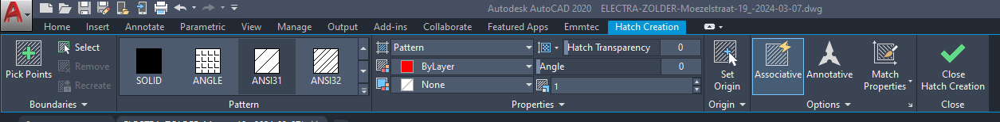 Autodesk AutoCAD 2020 ELECTRA-ZOLDER-Moezelstraat-19_-2024-03-07.dwg
Home Insert Annotate Parametric View Manage Output Add-ins Collaborate Featured Apps Emmtec Hatch Creation
Pick Points
Select
Remove
Recreate
Boundaries
SOLID ANGLE ANSI31 ANSI32
Pattern
Pattern
ByLayer
None
Hatch Transparency 0
Angle 0
1
Properties
Set
Origin
Origin
Associative
Annotative
Match
Properties
Options
Close
Hatch Creation
Close